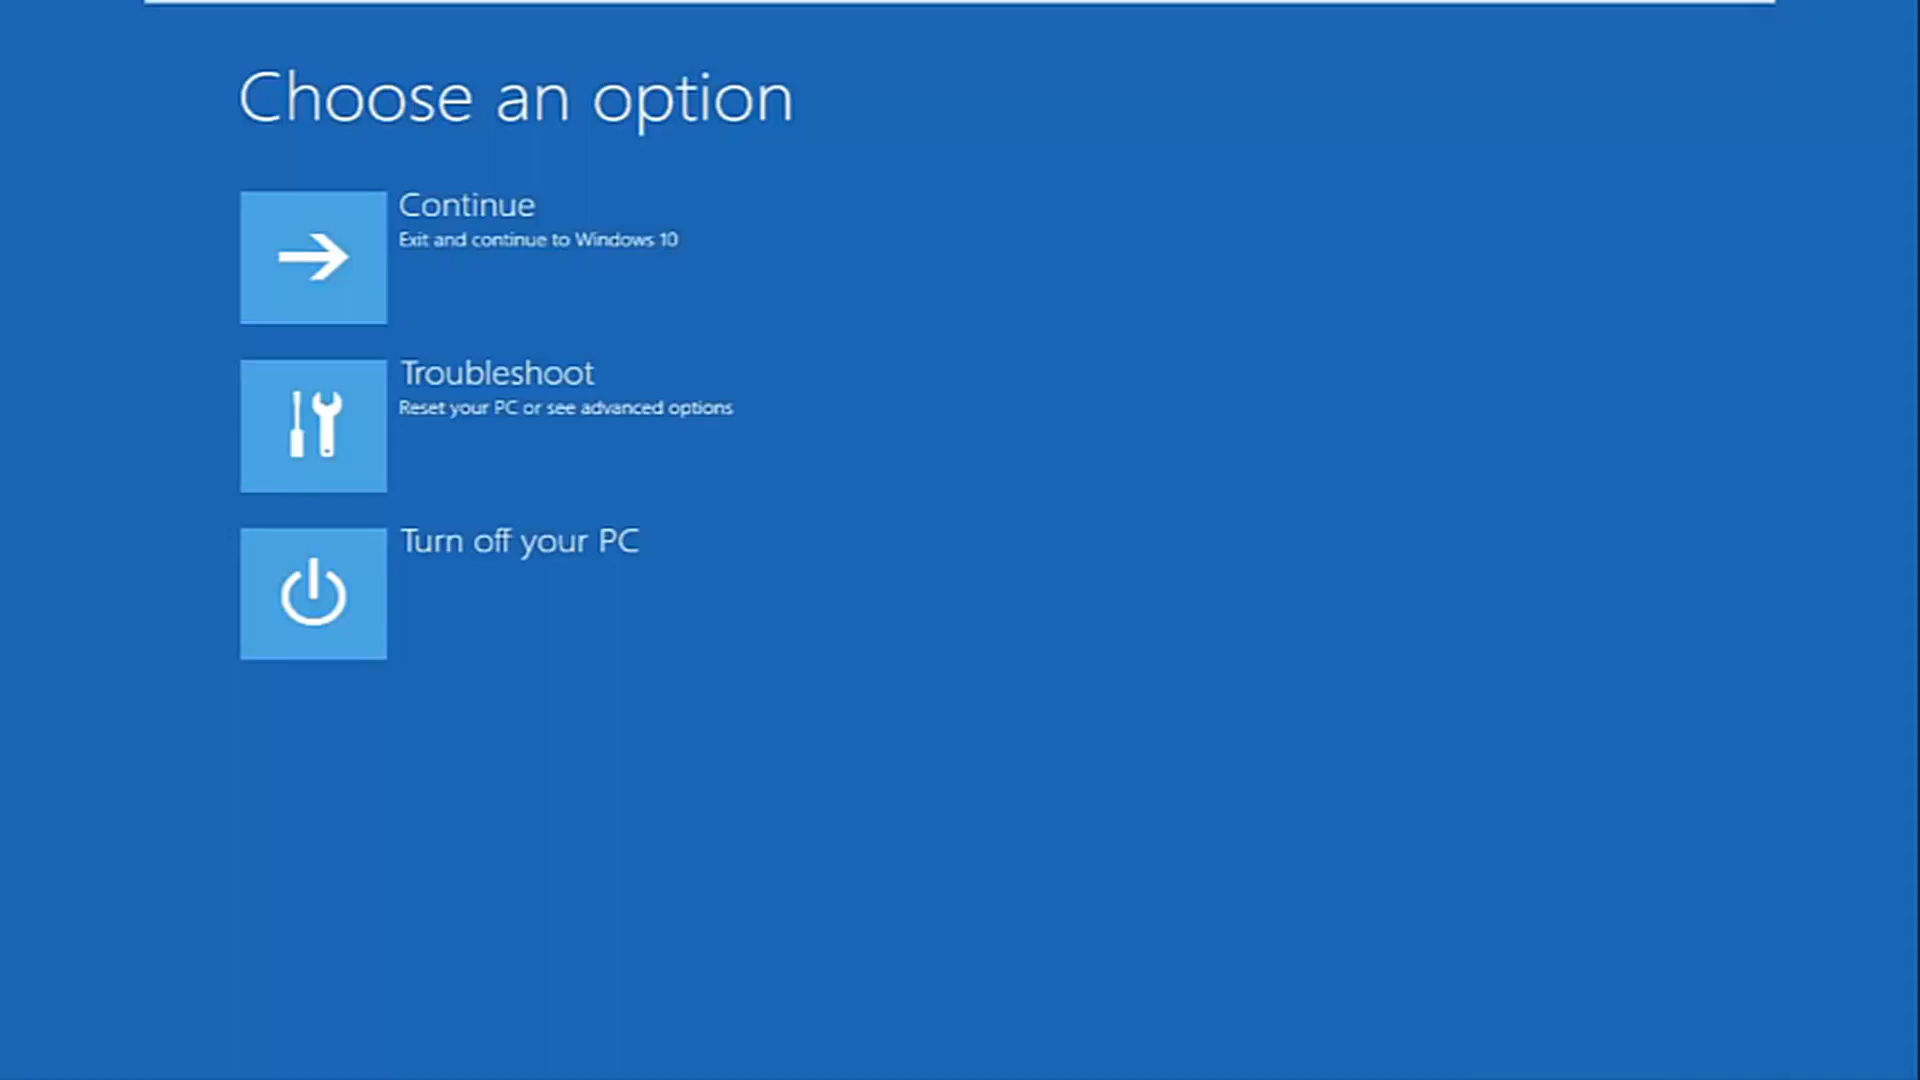 Choose an option
Continue
Exit and continue to Windows 10
Troubleshoot
Reset your PC or see advanced options
Turn off your PC